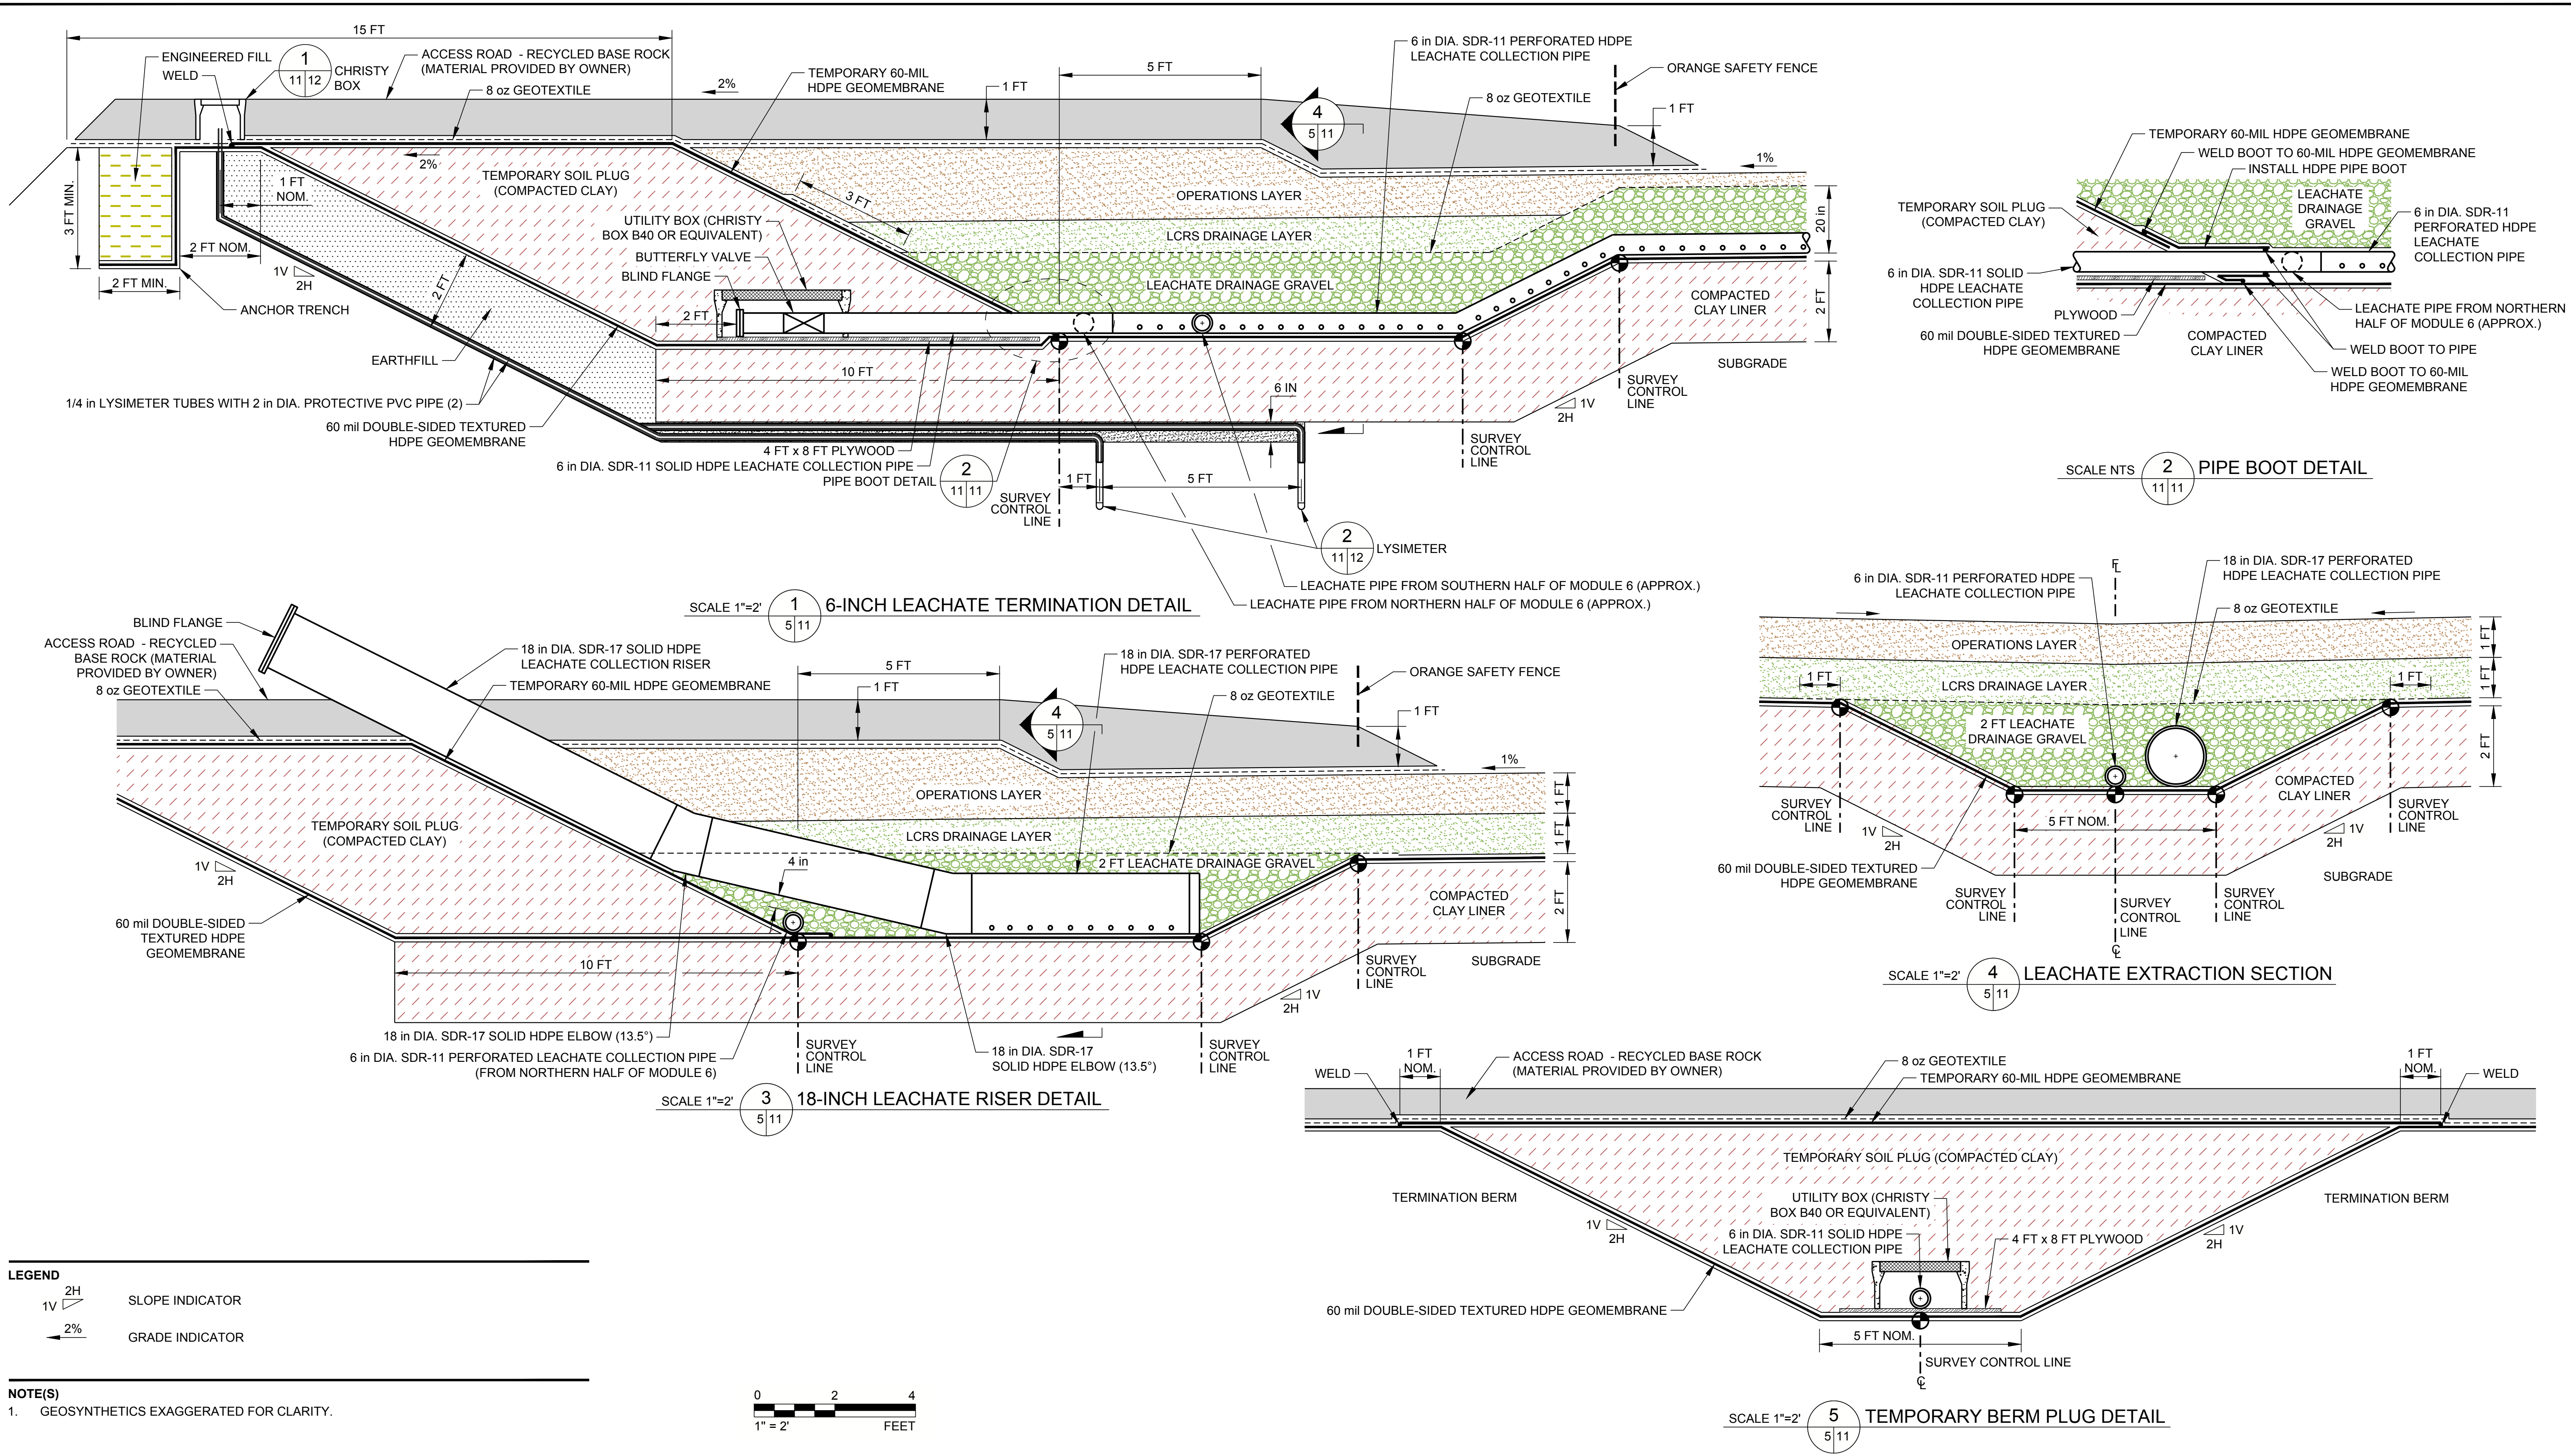 15 FT
ENGINEERED FILL
WELD
1
11 12
CHRISTY
BOX
ACCESS ROAD - RECYCLED BASE ROCK
(MATERIAL PROVIDED BY OWNER)
8 oz GEOTEXTILE
2%
TEMPORARY 60-MIL
HDPE GEOMEMBRANE
1 FT
5 FT
6 in DIA. SDR-11 PERFORATED HDPE
LEACHATE COLLECTION PIPE
ORANGE SAFETY FENCE
8 oz GEOTEXTILE
4
5 11
1 FT
1%
3 FT MIN.
1 FT
NOM.
2%
TEMPORARY SOIL PLUG
(COMPACTED CLAY)
3 FT
OPERATIONS LAYER
20 in
UTILITY BOX (CHRISTY
BOX B40 OR EQUIVALENT)
LCRS DRAINAGE LAYER
2 FT NOM.
BUTTERFLY VALVE
1V
2H
BLIND FLANGE
2 FT MIN.
2 FT
LEACHATE DRAINAGE GRAVEL
COMPACTED
CLAY LINER
2 FT
ANCHOR TRENCH
2 FT
EARTHFILL
10 FT
SUBGRADE
6 IN
SURVEY
CONTROL
LINE
1V
2H
1/4 in LYSIMETER TUBES WITH 2 in DIA. PROTECTIVE PVC PIPE (2)
60 mil DOUBLE-SIDED TEXTURED
HDPE GEOMEMBRANE
4 FT x 8 FT PLYWOOD
6 in DIA. SDR-11 SOLID HDPE LEACHATE COLLECTION PIPE
PIPE BOOT DETAIL
2
11 11
SURVEY
CONTROL
LINE
1 FT
5 FT
SURVEY
CONTROL
LINE
2
11 12
LYSIMETER
LEACHATE PIPE FROM SOUTHERN HALF OF MODULE 6 (APPROX.)
LEACHATE PIPE FROM NORTHERN HALF OF MODULE 6 (APPROX.)
SCALE 1"=2'
1
5 11
6-INCH LEACHATE TERMINATION DETAIL
TEMPORARY 60-MIL HDPE GEOMEMBRANE
WELD BOOT TO 60-MIL HDPE GEOMEMBRANE
INSTALL HDPE PIPE BOOT
LEACHATE
DRAINAGE
GRAVEL
TEMPORARY SOIL PLUG
(COMPACTED CLAY)
6 in DIA. SDR-11
PERFORATED HDPE
LEACHATE
COLLECTION PIPE
6 in DIA. SDR-11 SOLID
HDPE LEACHATE
COLLECTION PIPE
PLYWOOD
60 mil DOUBLE-SIDED TEXTURED
HDPE GEOMEMBRANE
COMPACTED
CLAY LINER
LEACHATE PIPE FROM NORTHERN
HALF OF MODULE 6 (APPROX.)
WELD BOOT TO PIPE
WELD BOOT TO 60-MIL
HDPE GEOMEMBRANE
SCALE NTS
2
11 11
PIPE BOOT DETAIL
BLIND FLANGE
ACCESS ROAD - RECYCLED
BASE ROCK (MATERIAL
PROVIDED BY OWNER)
8 oz GEOTEXTILE
18 in DIA. SDR-17 SOLID HDPE
LEACHATE COLLECTION RISER
TEMPORARY 60-MIL HDPE GEOMEMBRANE
5 FT
1 FT
18 in DIA. SDR-17 PERFORATED
HDPE LEACHATE COLLECTION PIPE
8 oz GEOTEXTILE
ORANGE SAFETY FENCE
4
5 11
1 FT
1%
OPERATIONS LAYER
1 FT
TEMPORARY SOIL PLUG
(COMPACTED CLAY)
LCRS DRAINAGE LAYER
1 FT
4 in
2 FT LEACHATE DRAINAGE GRAVEL
1V
2H
COMPACTED
CLAY LINER
2 FT
60 mil DOUBLE-SIDED
TEXTURED HDPE
GEOMEMBRANE
10 FT
SURVEY
CONTROL
LINE
SUBGRADE
1V
2H
18 in DIA. SDR-17 SOLID HDPE ELBOW (13.5°)
6 in DIA. SDR-11 PERFORATED LEACHATE COLLECTION PIPE
(FROM NORTHERN HALF OF MODULE 6)
SURVEY
CONTROL
LINE
18 in DIA. SDR-17
SOLID HDPE ELBOW (13.5°)
SURVEY
CONTROL
LINE
SCALE 1"=2'
3
5 11
18-INCH LEACHATE RISER DETAIL
FL
6 in DIA. SDR-11 PERFORATED HDPE
LEACHATE COLLECTION PIPE
18 in DIA. SDR-17 PERFORATED
HDPE LEACHATE COLLECTION PIPE
8 oz GEOTEXTILE
OPERATIONS LAYER
1 FT
LCRS DRAINAGE LAYER
1 FT
1 FT
1 FT
2 FT LEACHATE
DRAINAGE GRAVEL
2 FT
COMPACTED
CLAY LINER
SURVEY
CONTROL
LINE
1V
2H
5 FT NOM.
1V
2H
SURVEY
CONTROL
LINE
60 mil DOUBLE-SIDED TEXTURED
HDPE GEOMEMBRANE
SUBGRADE
SURVEY
CONTROL
LINE
SURVEY
CONTROL
LINE
SURVEY
CONTROL
LINE
CL
SCALE 1"=2'
4
5 11
LEACHATE EXTRACTION SECTION
WELD
1 FT
NOM.
ACCESS ROAD - RECYCLED BASE ROCK
(MATERIAL PROVIDED BY OWNER)
8 oz GEOTEXTILE
TEMPORARY 60-MIL HDPE GEOMEMBRANE
1 FT
NOM.
WELD
TEMPORARY SOIL PLUG (COMPACTED CLAY)
TERMINATION BERM
UTILITY BOX (CHRISTY
BOX B40 OR EQUIVALENT)
TERMINATION BERM
1V
2H
6 in DIA. SDR-11 SOLID HDPE
LEACHATE COLLECTION PIPE
4 FT x 8 FT PLYWOOD
1V
2H
60 mil DOUBLE-SIDED TEXTURED HDPE GEOMEMBRANE
5 FT NOM.
SURVEY CONTROL LINE
CL
SCALE 1"=2'
5
5 11
TEMPORARY BERM PLUG DETAIL
LEGEND
2H
1V
SLOPE INDICATOR
2%
GRADE INDICATOR
NOTE(S)
1. GEOSYNTHETICS EXAGGERATED FOR CLARITY.
0 2 4
1" = 2' FEET